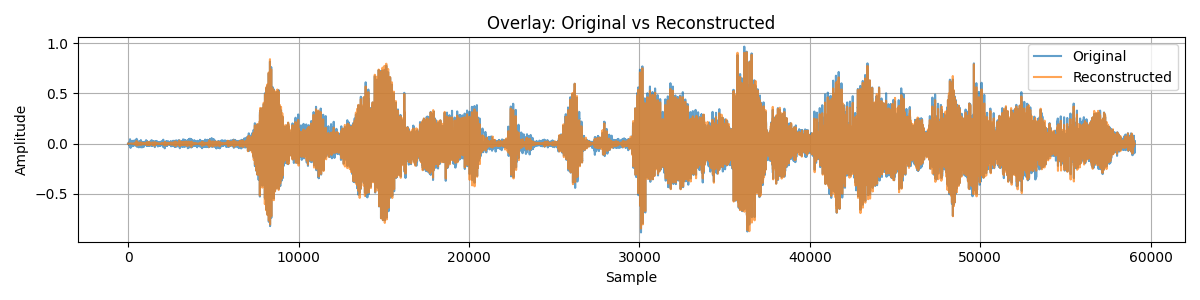 Overlay: Original vs Reconstructed
Amplitude
1.0
0.5
0.0
−0.5
Original
Reconstructed
0 10000 20000 30000 40000 50000 60000
Sample